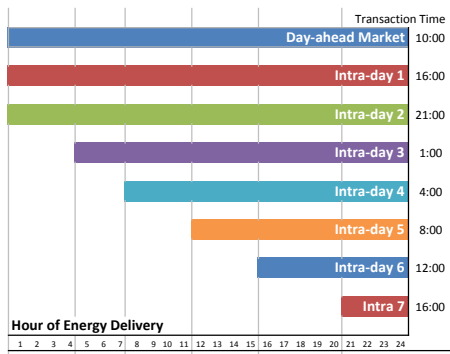 Transaction Time
Day-ahead Market 10:00
Intra-day 1 16:00
Intra-day 2 21:00
Intra-day 3 1:00
Intra-day 4 4:00
Intra-day 5 8:00
Intra-day 6 12:00
Intra 7 16:00
Hour of Energy Delivery
1 2 3 4 5 6 7 8 9 10 11 12 13 14 15 16 17 18 19 20 21 22 23 24